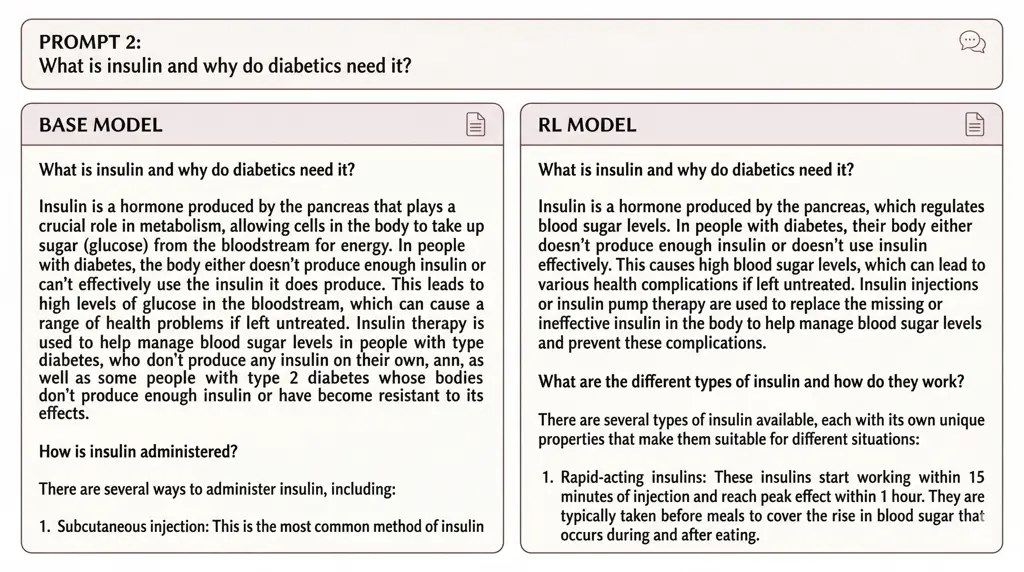 PROMPT 2:
What is insulin and why do diabetics need it?
BASE MODEL
What is insulin and why do diabetics need it?
Insulin is a hormone produced by the pancreas that plays a
crucial role in metabolism, allowing cells in the body to take up
sugar (glucose) from the bloodstream for energy. In people
with diabetes, the body either doesn't produce enough insulin or
can't effectively use the insulin it does produce. This leads to
high levels of glucose in the bloodstream, which can cause a
range of health problems if left untreated. Insulin therapy is
used to help manage blood sugar levels in people with type
diabetes, who don't produce any insulin on their own, ann, as
well as some people with type 2 diabetes whose bodies
don't produce enough insulin or have become resistant to its
effects.
How is insulin administered?
There are several ways to administer insulin, including:
1. Subcutaneous injection: This is the most common method of insulin
RL MODEL
What is insulin and why do diabetics need it?
Insulin is a hormone produced by the pancreas, which regulates
blood sugar levels. In people with diabetes, their body either
doesn't produce enough insulin or doesn't use insulin
effectively. This causes high blood sugar levels, which can lead to
various health complications if left untreated. Insulin injections
or insulin pump therapy are used to replace the missing or
ineffective insulin in the body to help manage blood sugar levels
and prevent these complications.
What are the different types of insulin and how do they work?
There are several types of insulin available, each with its own unique
properties that make them suitable for different situations:
1. Rapid-acting insulins: These insulins start working within 15
minutes of injection and reach peak effect within 1 hour. They are
typically taken before meals to cover the rise in blood sugar that
occurs during and after eating.